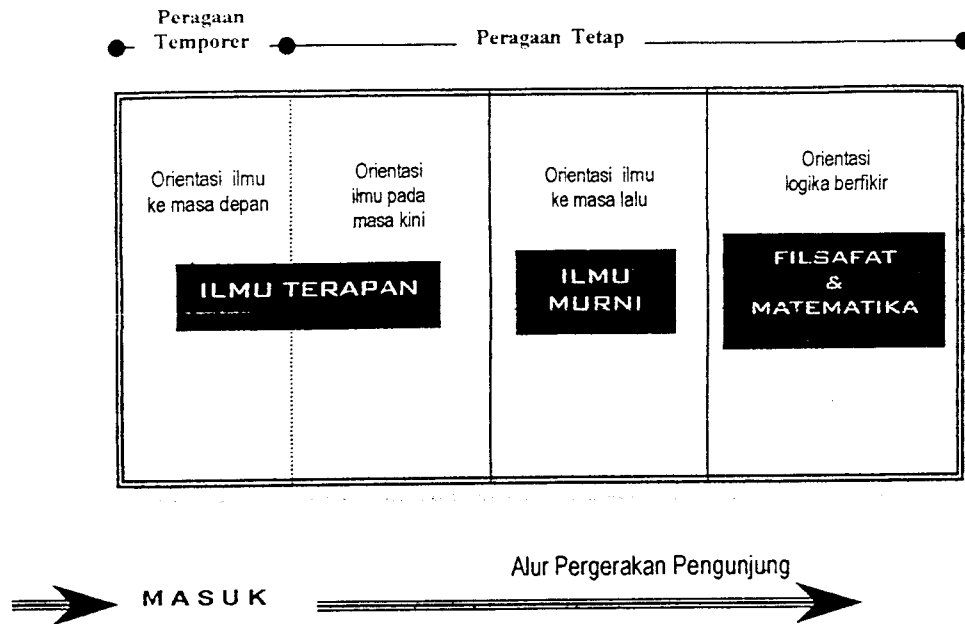 Peragaan
Temporer
Peragaan Tetap
Orientasi ilmu
ke masa depan
Orientasi
ilmu pada
masa kini
Orientasi ilmu
ke masa lalu
Orientasi
logika berfikir
ILMU TERAPAN
ILMU
MURNI
FILSAFAT
&
MATEMATIKA
Alur Pergerakan Pengunjung
MASUK